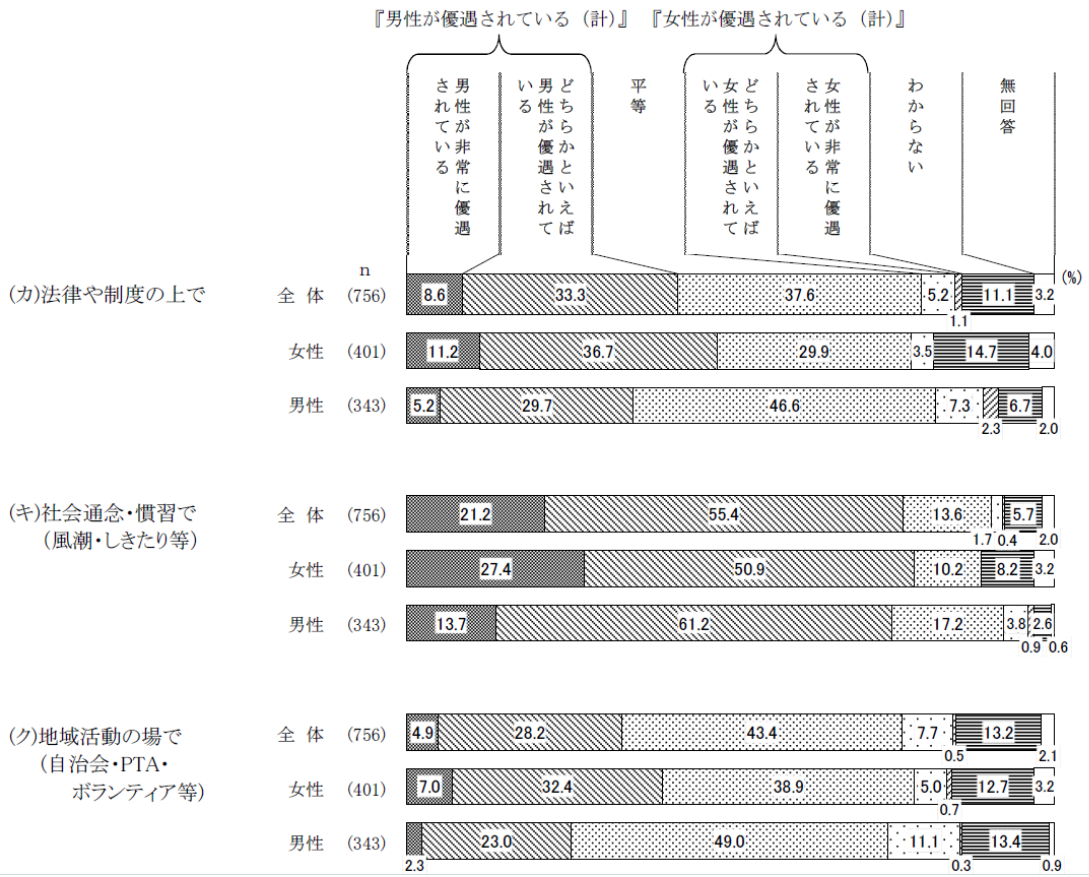 『男性が優遇されている（計）』 『女性が優遇されている（計）』
男性が非常に優遇
されている
どちらかといえば
男性が優遇されて
いる
平等
どちらかといえば
女性が優遇されて
いる
女性が非常に優遇
されている
わからない
無回答
n
(%)
(カ)法律や制度の上で
全 体 (756) 8.6 33.3 37.6 5.2 1.1 11.1 3.2
女性 (401) 11.2 36.7 29.9 3.5 14.7 4.0
男性 (343) 5.2 29.7 46.6 7.3 2.3 6.7 2.0
(キ)社会通念・慣習で
（風潮・しきたり等）
全 体 (756) 21.2 55.4 13.6 1.7 0.4 5.7 2.0
女性 (401) 27.4 50.9 10.2 8.2 3.2
男性 (343) 13.7 61.2 17.2 3.8 0.9 2.6 0.6
(ク)地域活動の場で
（自治会・PTA・
ボランティア等）
全 体 (756) 4.9 28.2 43.4 7.7 0.5 13.2 2.1
女性 (401) 7.0 32.4 38.9 5.0 0.7 12.7 3.2
男性 (343) 2.3 23.0 49.0 11.1 0.3 13.4 0.9